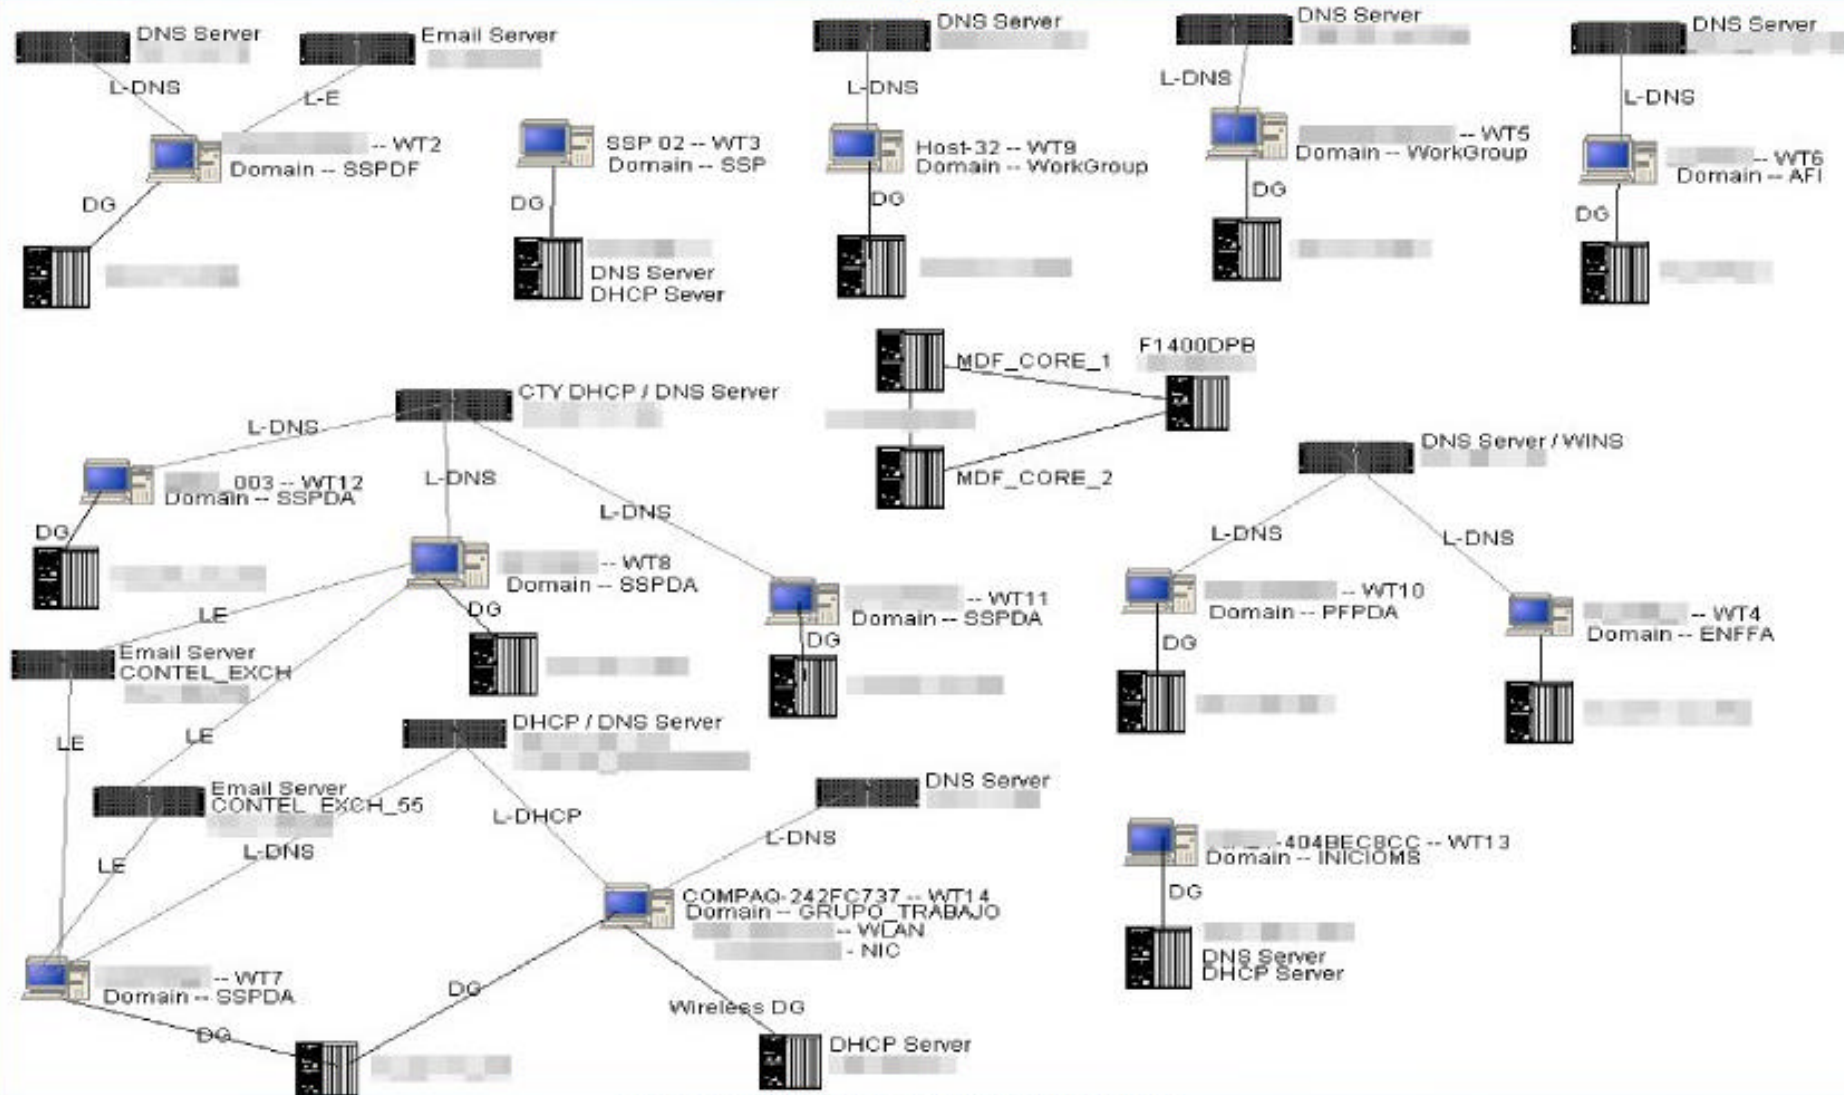 DNS Server
Email Server
L-DNS
L-E
-- WT2
Domain -- SSPDF
DG
SSP 02 -- WT3
Domain -- SSP
DG
DNS Server
DHCP Sever
DNS Server
L-DNS
Host-32 -- WT9
Domain -- WorkGroup
DG
DNS Server
L-DNS
-- WT5
Domain -- WorkGroup
DG
DNS Server
L-DNS
-- WT6
Domain -- AFI
DG
MDF_CORE_1
F1400DPB
MDF_CORE_2
CTY DHCP / DNS Server
L-DNS
L-DNS
L-DNS
003 -- WT12
Domain -- SSPDA
DG
-- WT8
Domain -- SSPDA
DG
-- WT11
Domain -- SSPDA
DG
DNS Server / WINS
L-DNS
L-DNS
-- WT10
Domain -- PFPDA
DG
-- WT4
Domain -- ENFFA
LE
Email Server
CONTEL_EXCH
LE
LE
Email Server
CONTEL_EXCH_55
LE
DHCP / DNS Server
L-DHCP
L-DNS
DNS Server
L-DNS
COMPAQ-242FC737 -- WT14
Domain -- GRUPO_TRABAJO
-- WLAN
- NIC
-- WT7
Domain -- SSPDA
DG
DG
Wireless DG
DHCP Server
-404BEC8CC -- WT13
Domain -- INICIOMS
DG
DNS Server
DHCP Server